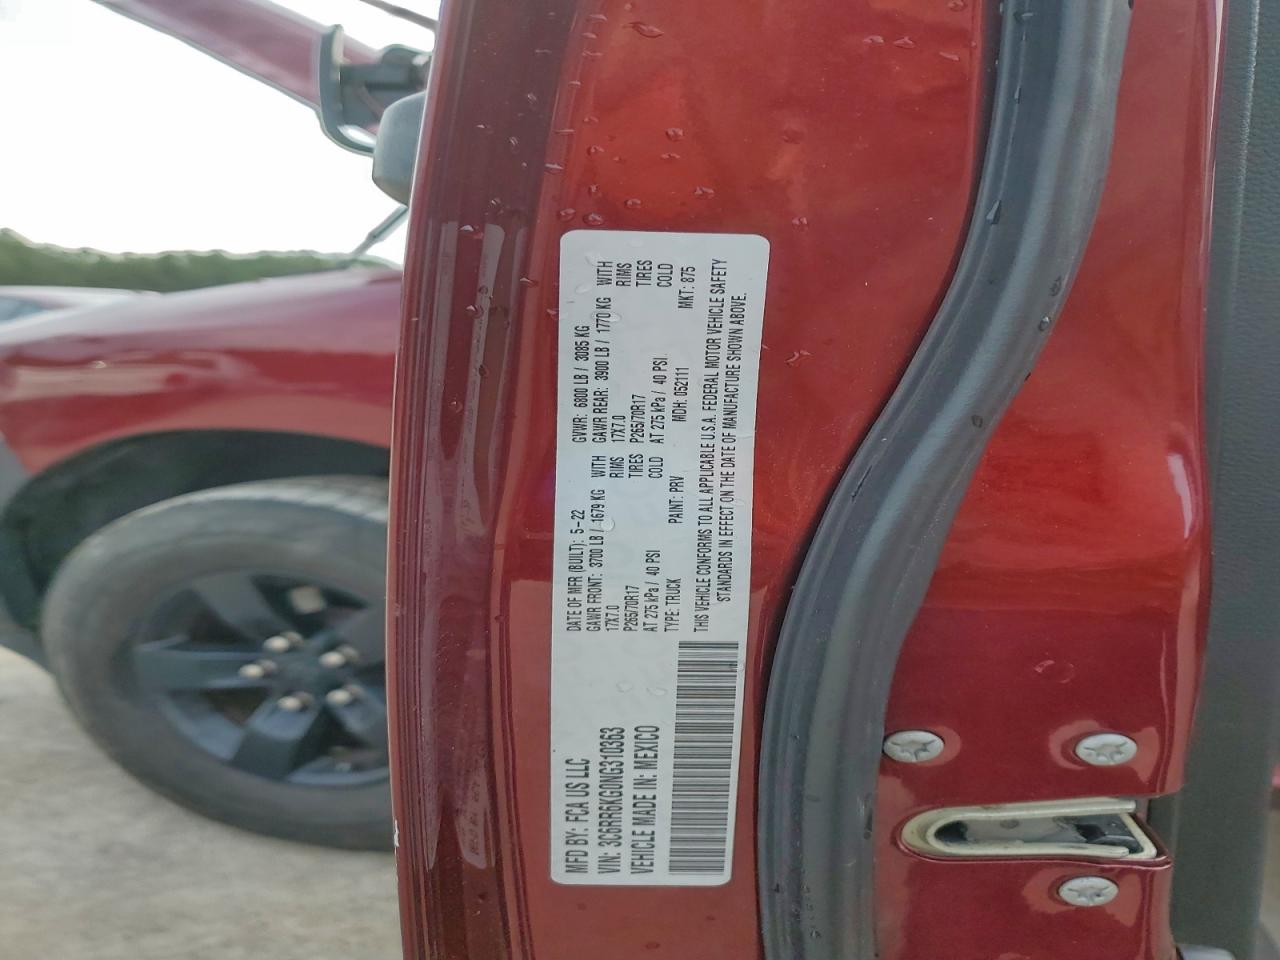 MFD BY: FCA US LLC
VIN: 3C6RR6KG0NG310363
VEHICLE MADE IN: MEXICO
DATE OF MFR (BUILT): 5-22 GVWR: 6800 LB / 3085 KG
GAWR FRONT: 3700 LB / 1679 KG WITH GAWR REAR: 3900 LB / 1770 KG WITH
17X7.0 RIMS 17X7.0 RIMS
P265/70R17 TIRES P265/70R17 TIRES
AT 275 kPa / 40 PSI COLD AT 275 kPa / 40 PSI COLD
TYPE: TRUCK PAINT: PRV MDH: 052111 MKT: 875
THIS VEHICLE CONFORMS TO ALL APPLICABLE U.S.A. FEDERAL MOTOR VEHICLE SAFETY
STANDARDS IN EFFECT ON THE DATE OF MANUFACTURE SHOWN ABOVE.